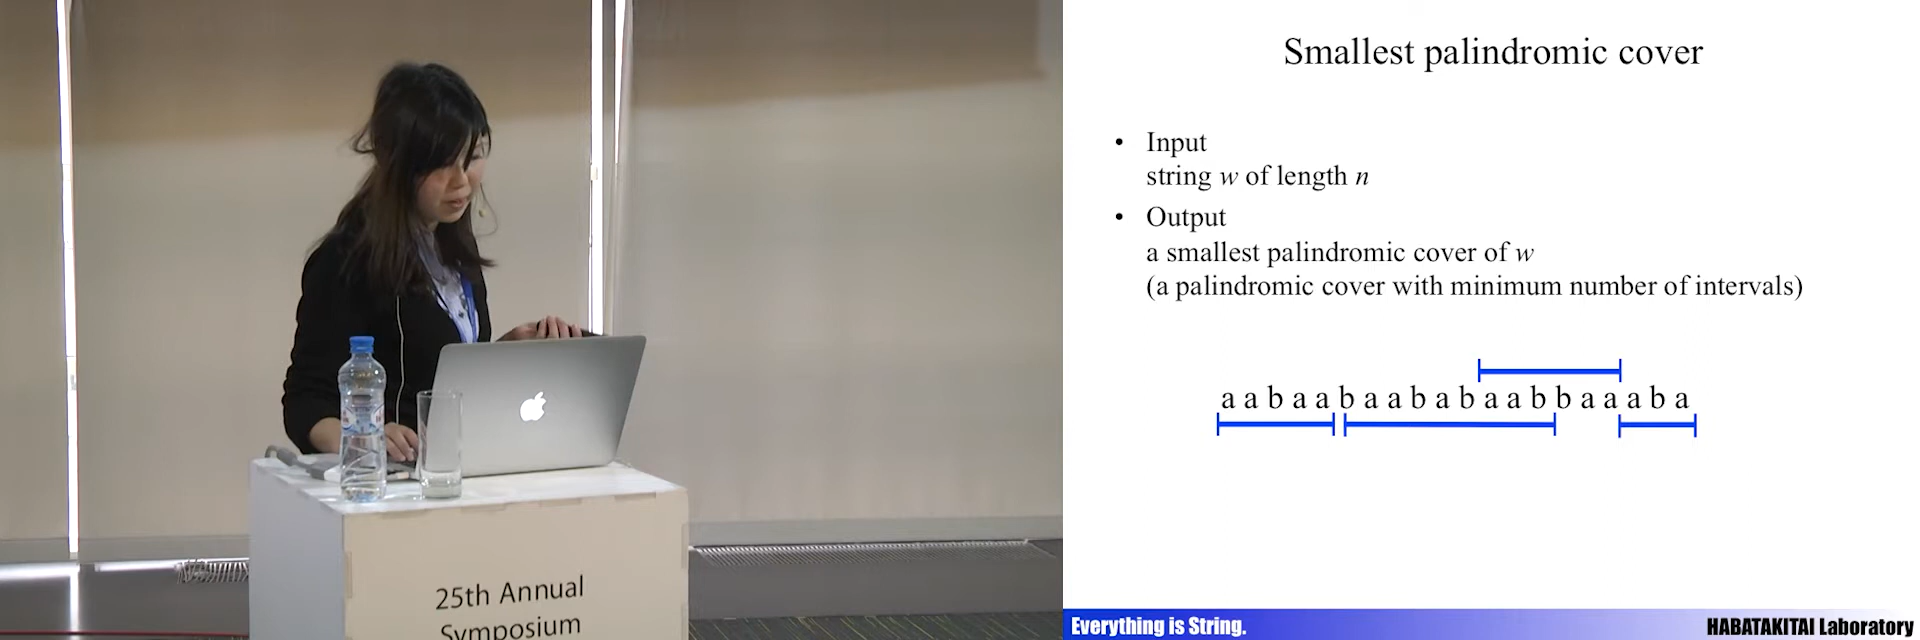 25th Annual
Symposium
Smallest palindromic cover
• Input
string w of length n
• Output
a smallest palindromic cover of w
(a palindromic cover with minimum number of intervals)
a a b a a b a a b a b a a b b a a a b a
Everything is String.
HABATAKITAI Laboratory